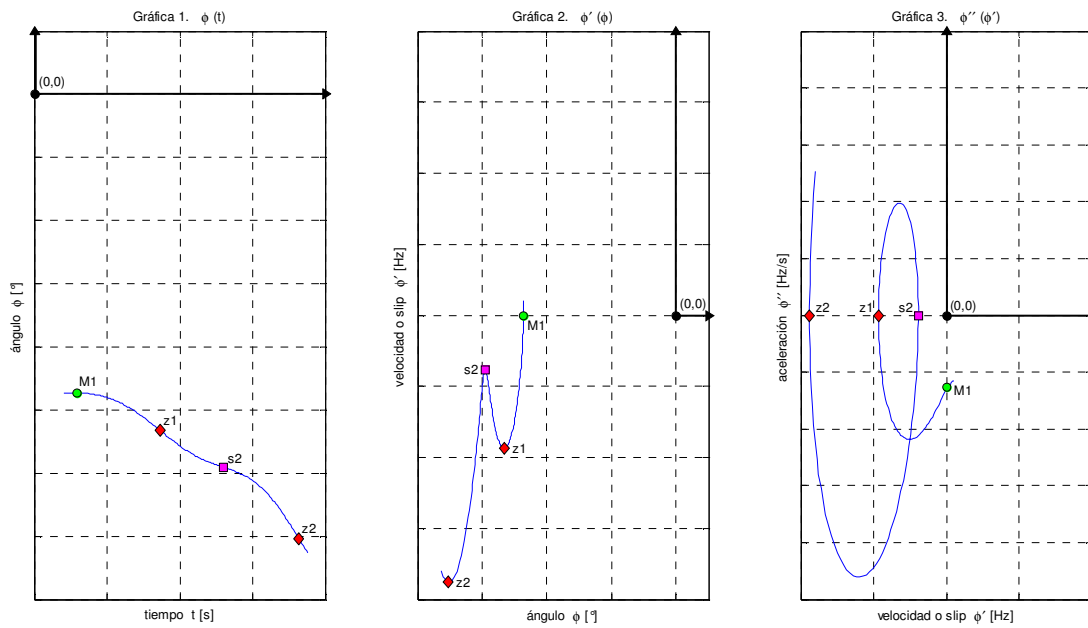 Gráfica 1. ϕ (t)
(0,0)
M1
z1
s2
z2
ángulo ϕ [°]
tiempo t [s]
Gráfica 2. ϕ′ (ϕ)
(0,0)
M1
s2
z1
z2
velocidad o slip ϕ′ [Hz]
ángulo ϕ [°]
Gráfica 3. ϕ′′ (ϕ′)
z2
z1
s2
(0,0)
M1
aceleración ϕ′′ [Hz/s]
velocidad o slip ϕ′ [Hz]